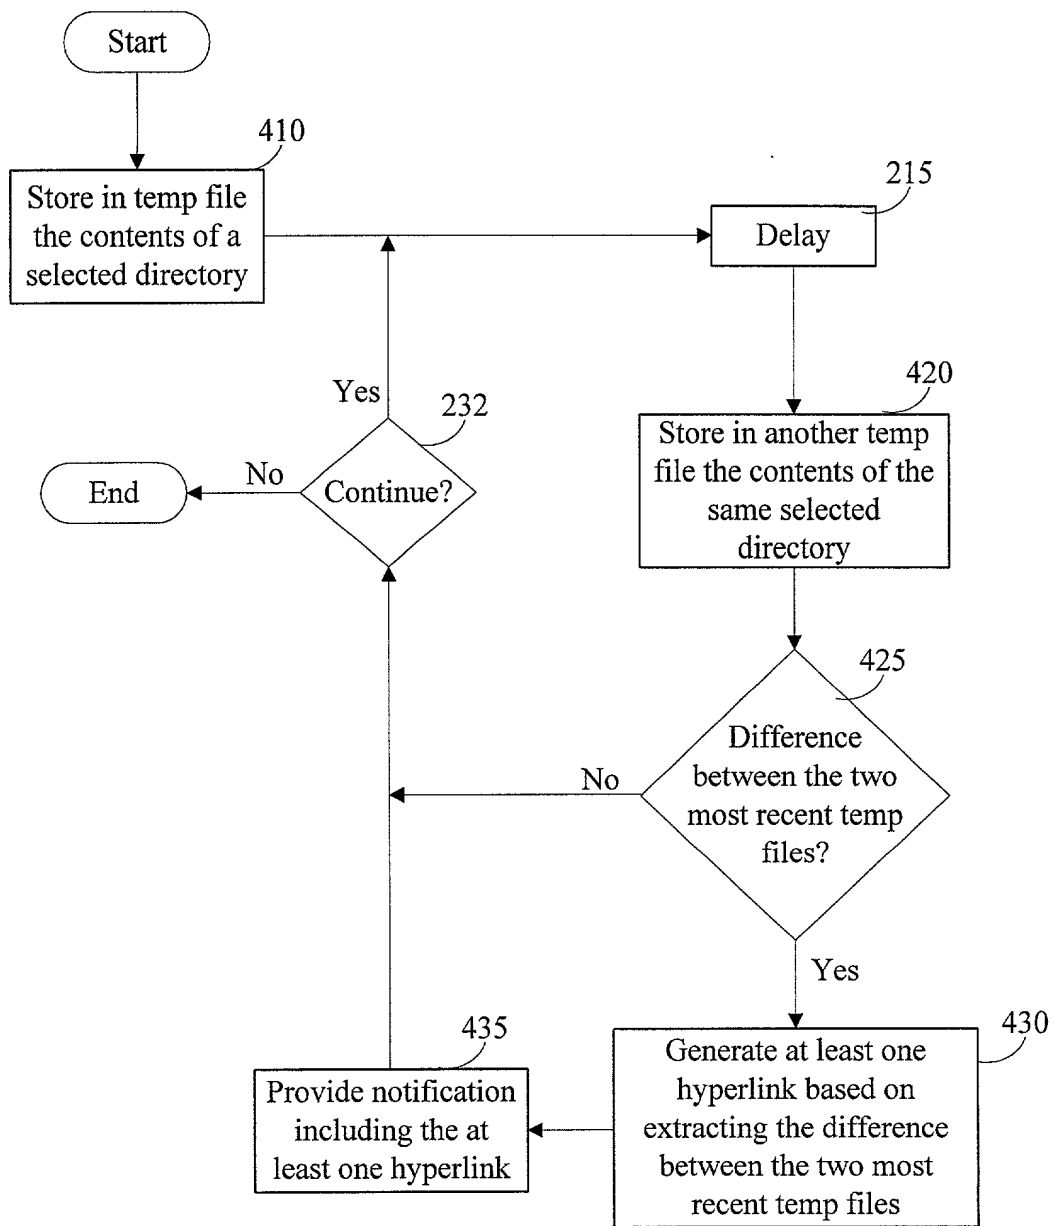 Start
410
Store in temp file
the contents of a
selected directory
215
Delay
420
Store in another temp
file the contents of the
same selected
directory
Yes
232
Continue?
No
End
425
Difference
between the two
most recent temp
files?
No
Yes
430
Generate at least one
hyperlink based on
extracting the difference
between the two most
recent temp files
435
Provide notification
including the at
least one hyperlink